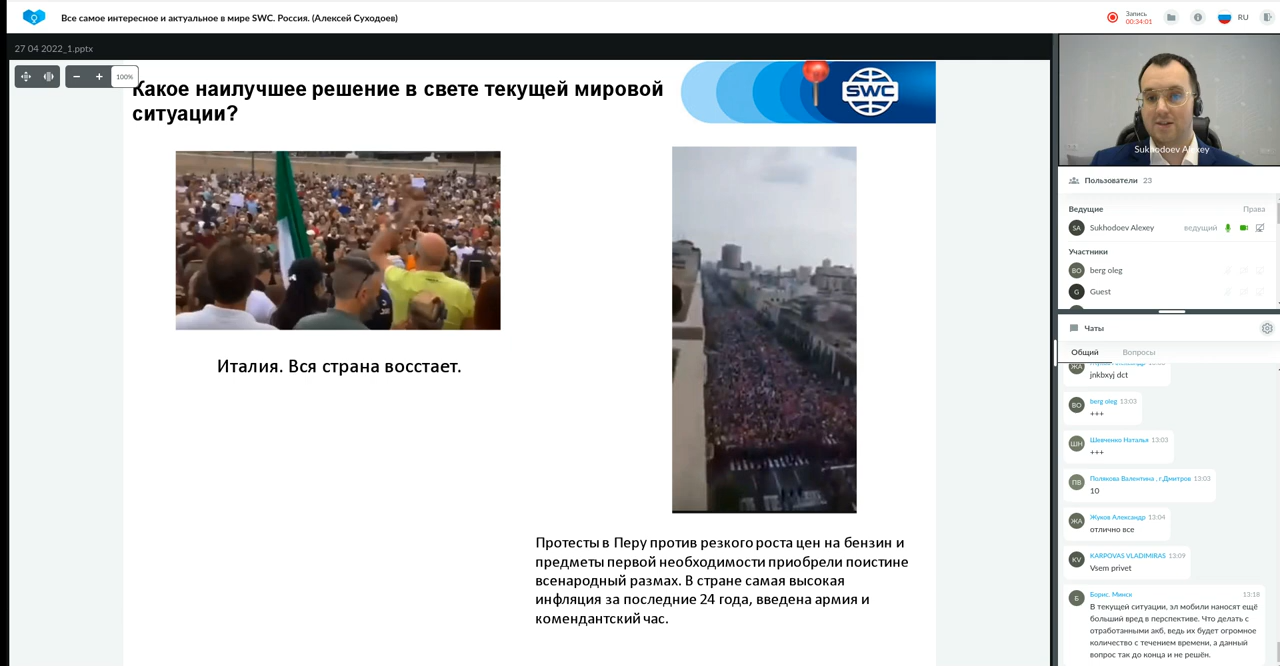 Все самое интересное и актуальное в мире SWC. Россия. (Алексей Суходоев)
Запись
00:34:01
RU
27 04 2022_1.pptx
100%
Какое наилучшее решение в свете текущей мировой
ситуации?
SWC
Италия. Вся страна восстает.
Протесты в Перу против резкого роста цен на бензин и
предметы первой необходимости приобрели поистине
всенародный размах. В стране самая высокая
инфляция за последние 24 года, введена армия и
комендантский час.
Sukhodoev Alexey
Пользователи 23
Ведущие Права
SA Sukhodoev Alexey ведущий
Участники
BO berg oleg
G Guest
Чаты
Общий Вопросы
ЖА
jnkbxyj dct
BO berg oleg 13:03
+++
ШН Шевченко Наталья 13:03
+++
ПВ Полякова Валентина , г.Дмитров 13:03
10
ЖА Жуков Александр 13:04
отлично все
KV KARPOVAS VLADIMIRAS 13:09
Vsem privet
Б Борис. Минск 13:18
В текущей ситуации, эл мобили наносят ещё
больший вред в перспективе. Что делать с
отработанными акб, ведь их будет огромное
количество с течением времени, а данный
вопрос так до конца и не решён.